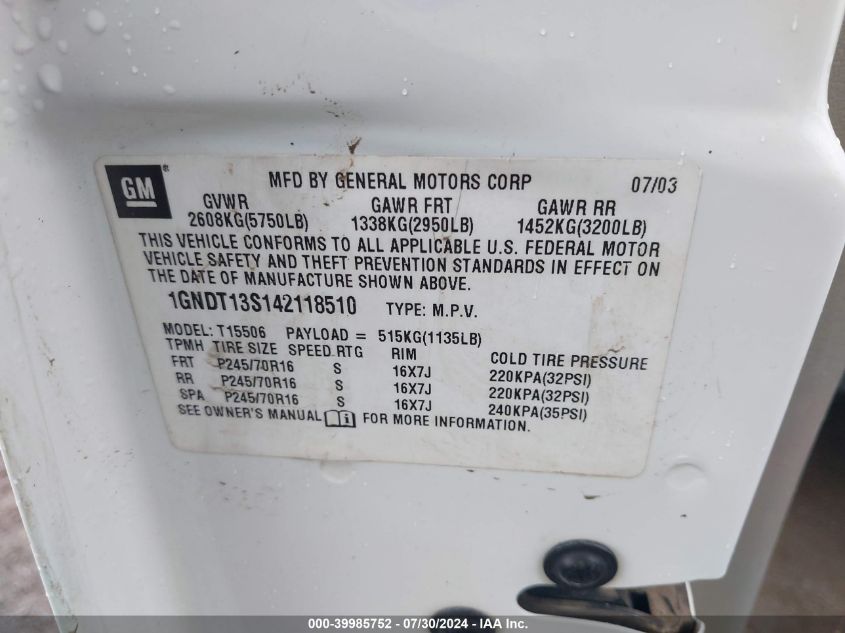 GM
MFD BY GENERAL MOTORS CORP 07/03
GVWR GAWR FRT GAWR RR
2608KG(5750LB) 1338KG(2950LB) 1452KG(3200LB)
THIS VEHICLE CONFORMS TO ALL APPLICABLE U.S. FEDERAL MOTOR
VEHICLE SAFETY AND THEFT PREVENTION STANDARDS IN EFFECT ON
THE DATE OF MANUFACTURE SHOWN ABOVE.
1GNDT13S142118510 TYPE: M.P.V.
MODEL: T15506 PAYLOAD = 515KG(1135LB)
TPMH TIRE SIZE SPEED RTG RIM COLD TIRE PRESSURE
FRT P245/70R16 S 16X7J 220KPA(32PSI)
RR P245/70R16 S 16X7J 220KPA(32PSI)
SPA P245/70R16 S 16X7J 240KPA(35PSI)
SEE OWNER'S MANUAL FOR MORE INFORMATION.
000-39985752 - 07/30/2024 - IAA Inc.